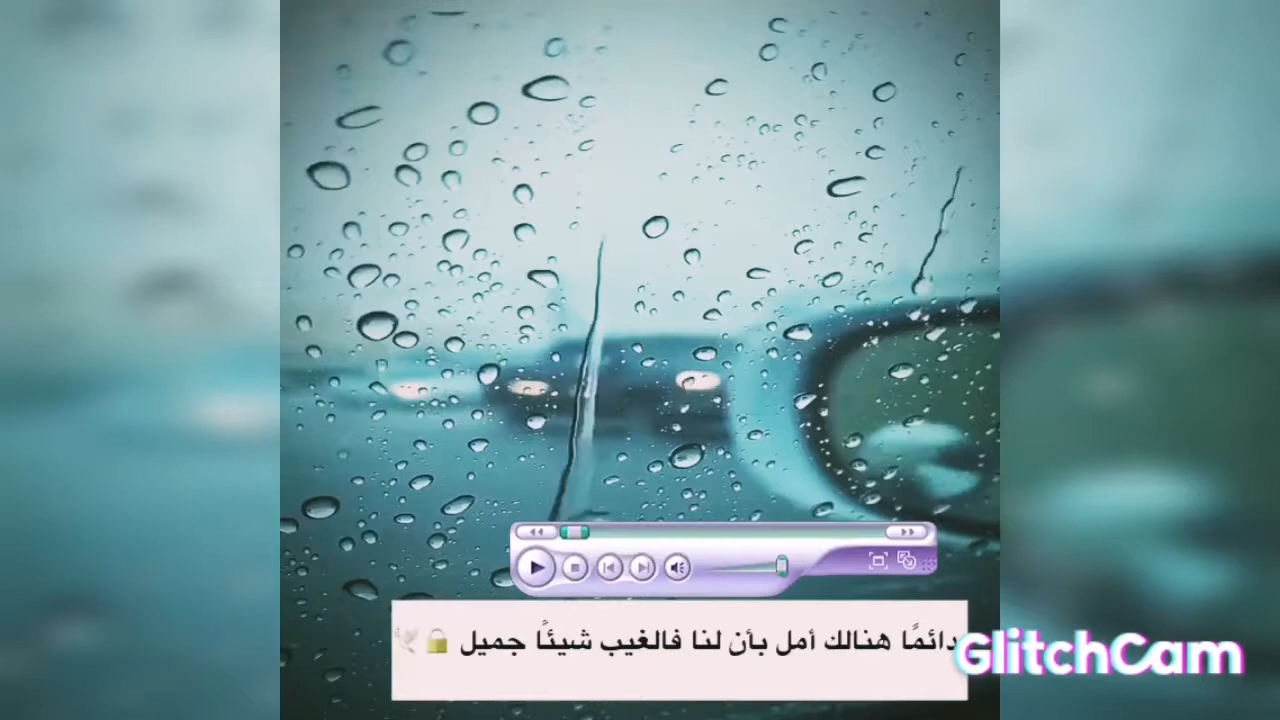 دائمًا هنالك أمل بأن لنا فالغيب شيئًا جميل 🔒🕊
GlitchCam